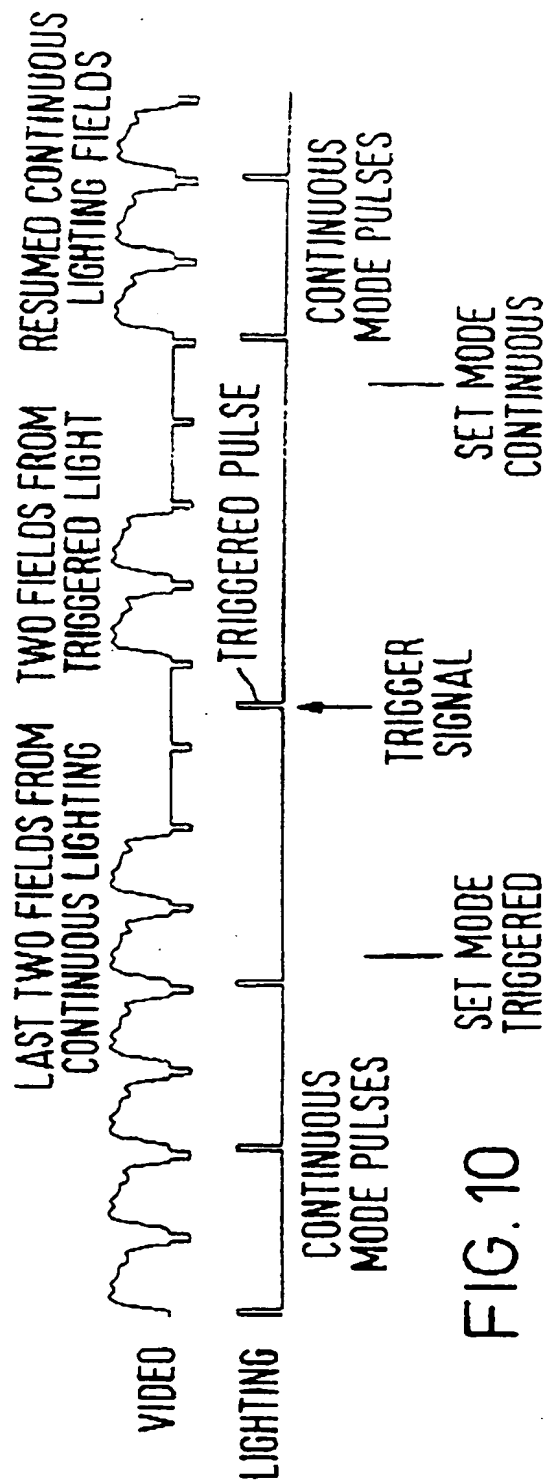 LAST TWO FIELDS FROM
CONTINUOUS LIGHTING
TWO FIELDS FROM
TRIGGERED LIGHT
RESUMED CONTINUOUS
LIGHTING FIELDS
VIDEO
LIGHTING
TRIGGERED PULSE
CONTINUOUS
MODE PULSES
CONTINUOUS
MODE PULSES
SET MODE
TRIGGERED
TRIGGER
SIGNAL
SET MODE
CONTINUOUS
FIG. 10